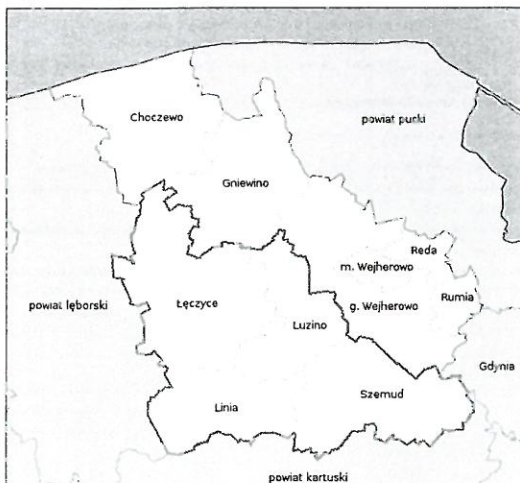 Choczewo
powiat pucki
Gniewino
Reda
m. Wejherowo
powiat lęborski
Łęczyce
g. Wejherowo
Rumia
Luzino
Gdynia
Szemud
Linia
powiat kartuski